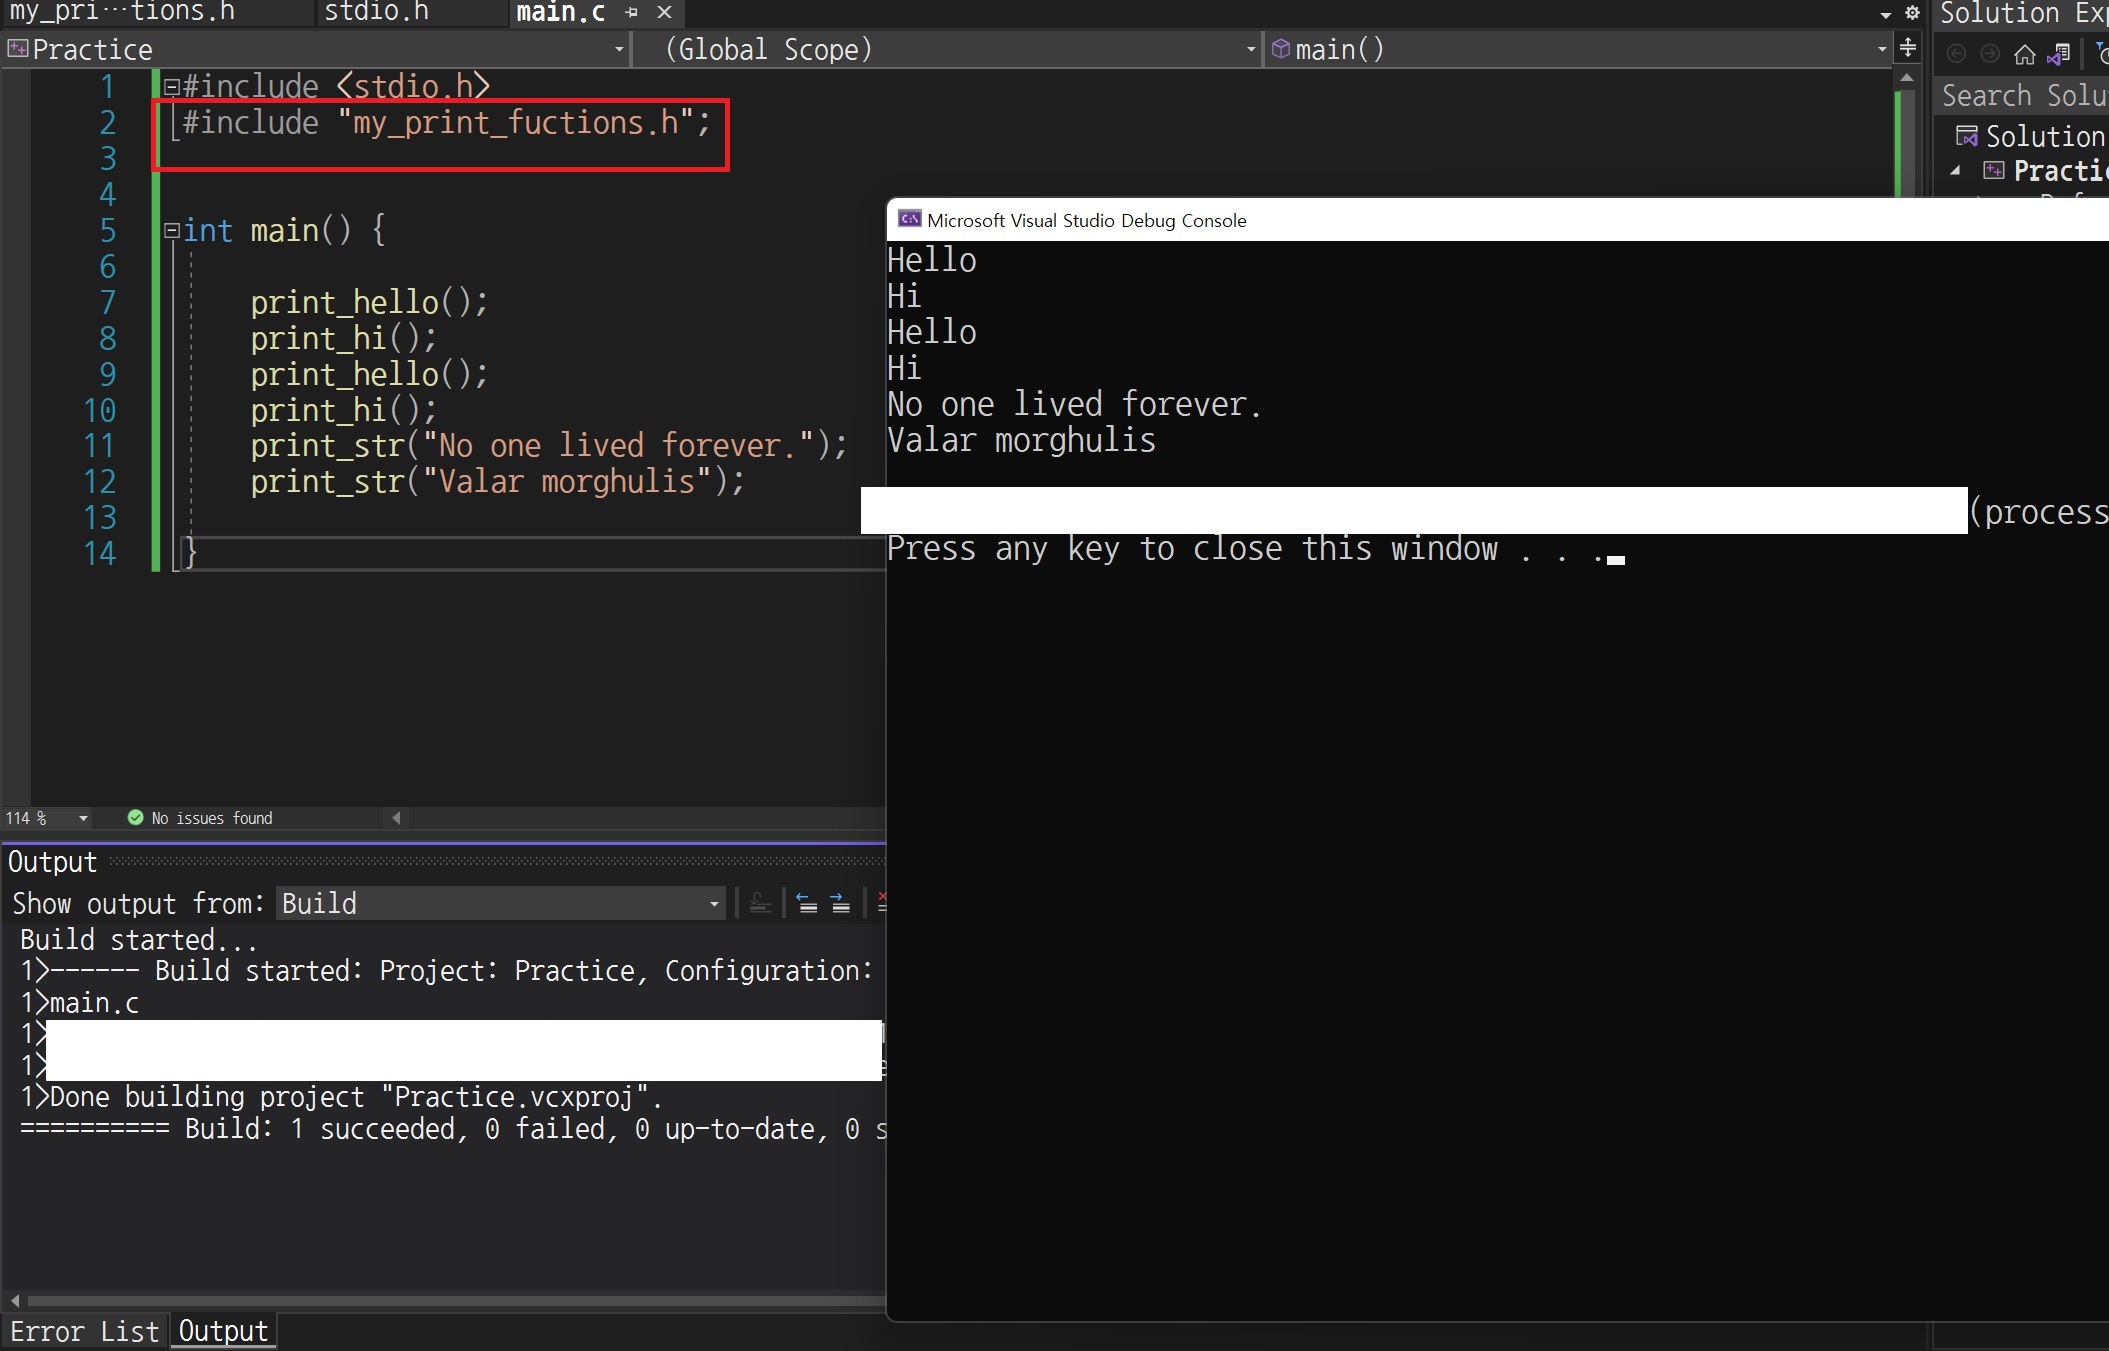 my_pri···tions.h stdio.h main.c
Solution Exp
Practice (Global Scope) main()
Search Solu
Solution
Practic
1 #include <stdio.h>
2 #include "my_print_fuctions.h";
3
4
5 int main() {
6
7 print_hello();
8 print_hi();
9 print_hello();
10 print_hi();
11 print_str("No one lived forever.");
12 print_str("Valar morghulis");
13
14 }
Microsoft Visual Studio Debug Console
Hello
Hi
Hello
Hi
No one lived forever.
Valar morghulis
(process
Press any key to close this window . . .
114 % No issues found
Output
Show output from: Build
Build started...
1>------ Build started: Project: Practice, Configuration:
1>main.c
1>
1>
1>Done building project "Practice.vcxproj".
========== Build: 1 succeeded, 0 failed, 0 up-to-date, 0 s
Error List Output